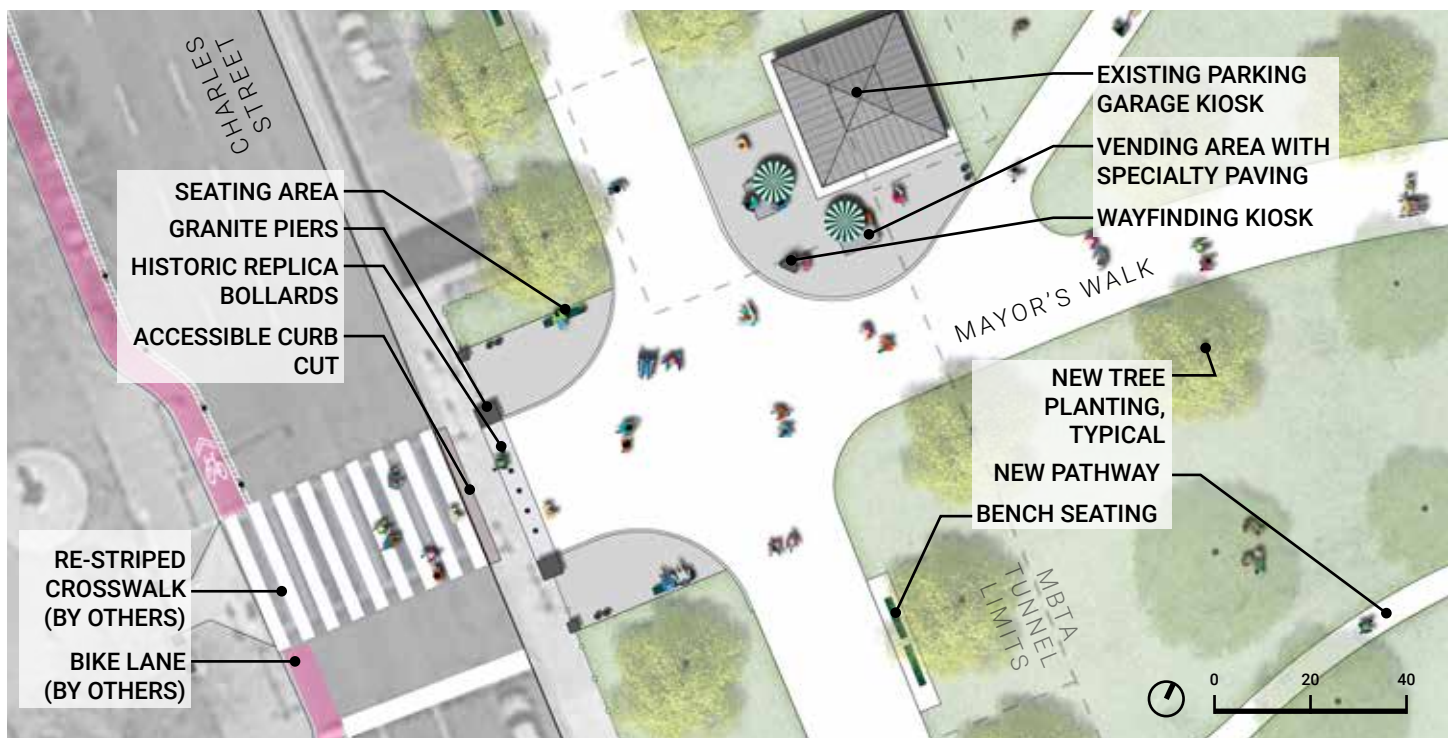 CHARLES
STREET
EXISTING PARKING
GARAGE KIOSK
VENDING AREA WITH
SPECIALTY PAVING
WAYFINDING KIOSK
SEATING AREA
GRANITE PIERS
HISTORIC REPLICA
BOLLARDS
ACCESSIBLE CURB
CUT
MAYOR'S WALK
NEW TREE
PLANTING,
TYPICAL
NEW PATHWAY
BENCH SEATING
RE-STRIPED
CROSSWALK
(BY OTHERS)
BIKE LANE
(BY OTHERS)
MBTA
TUNNEL
LIMITS
0 20 40